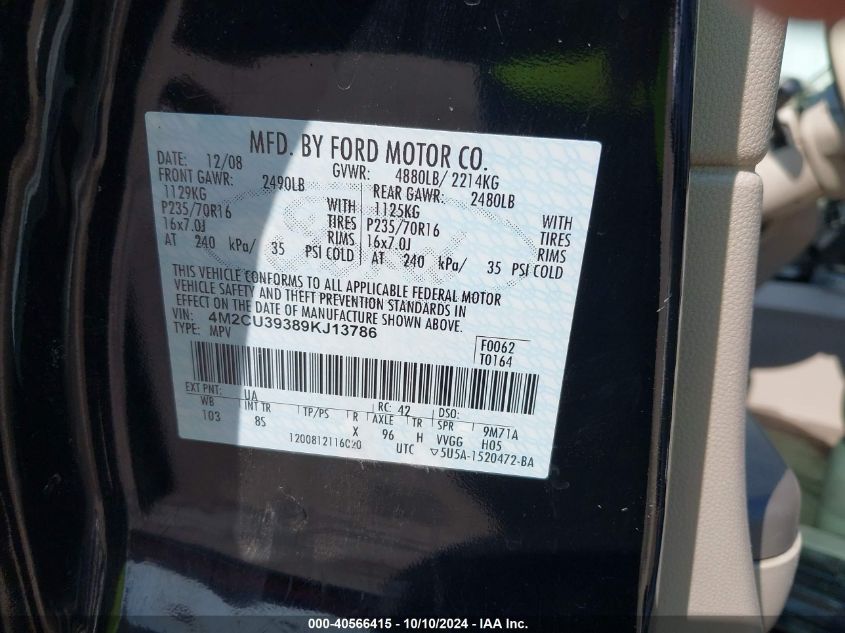 MFD. BY FORD MOTOR CO.
DATE: 12/08 GVWR: 4880LB/ 2214KG
FRONT GAWR: 2490LB REAR GAWR: 2480LB
1129KG WITH 1125KG WITH
P235/70R16 TIRES P235/70R16 TIRES
16x7.0J RIMS 16x7.0J RIMS
AT 240 kPa/ 35 PSI COLD AT 240 kPa/ 35 PSI COLD
THIS VEHICLE CONFORMS TO ALL APPLICABLE FEDERAL MOTOR
VEHICLE SAFETY AND THEFT PREVENTION STANDARDS IN
EFFECT ON THE DATE OF MANUFACTURE SHOWN ABOVE.
VIN: 4M2CU39389KJ13786
TYPE: MPV
F0062
T0164
EXT PNT: UA RC: 42 DSO:
WB INT TR TP/PS R AXLE TR SPR 9M71A
103 85 X 96 H VVGG H05
1200812116C20 UTC ▽5U5A-1520472-BA
000-40566415 - 10/10/2024 - IAA Inc.